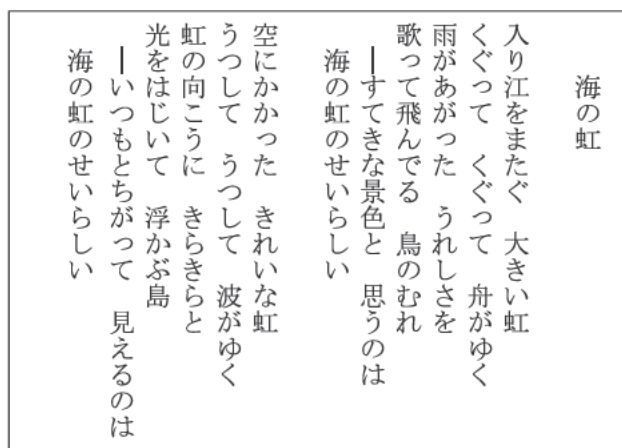 海の虹
入り江をまたぐ　大きい虹
くぐって　くぐって　舟がゆく
雨があがった　うれしさを
歌って飛んでる　鳥のむれ
―すてきな景色と　思うのは
海の虹のせいらしい
空にかかった　きれいな虹
うつして　うつして　波がゆく
虹の向こうに　きらきらと
光をはじいて　浮かぶ島
―いつもとちがって　見えるのは
海の虹のせいらしい